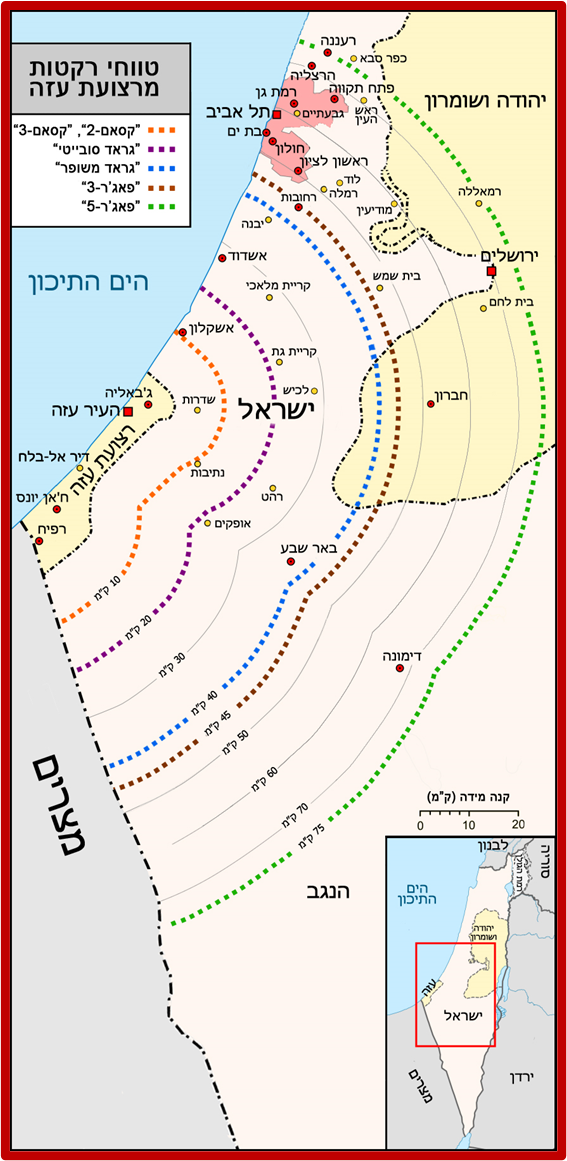 טווחי רקטות
מרצועת עזה
"קסאם-2", "קסאם-3"
"גראד סובייטי"
"גראד משופר"
"פאג'ר-3"
"פאג'ר-5"
רעננה
כפר סבא
הרצליה
פתח תקווה
רמת גן
ראש
העין
גבעתיים
תל אביב
בת ים
חולון
ראשון לציון
לוד
רמלה
רחובות
מודיעין
יבנה
יהודה ושומרון
רמאללה
ירושלים
בית לחם
בית שמש
אשדוד
קריית מלאכי
הים התיכון
אשקלון
קריית גת
לכיש
ישראל
חברון
שדרות
ג'באליה
העיר עזה
רצועת עזה
נתיבות
דיר אל-בלח
ח'אן יונס
רפיח
רהט
אופקים
באר שבע
דימונה
10 ק"מ
20 ק"מ
30 ק"מ
40 ק"מ
45 ק"מ
50 ק"מ
60 ק"מ
70 ק"מ
75 ק"מ
מצרים
הנגב
קנה מידה (ק"מ)
0 10 20
לבנון
סוריה
רמת הגולן
הים
התיכון
יהודה
ושומרון
עזה
ישראל
ירדן
מצרים